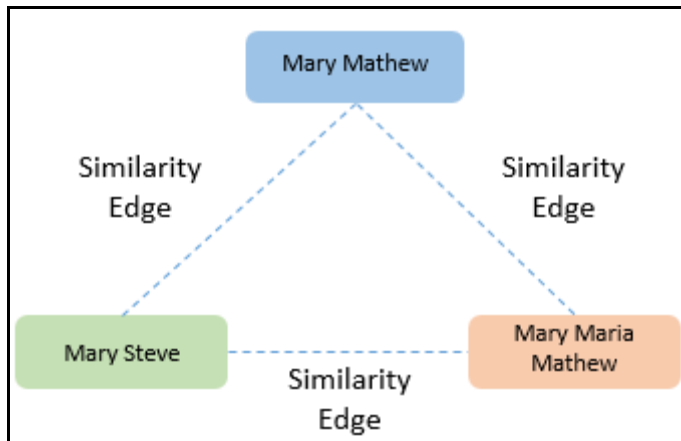 Mary Mathew
Similarity
Edge
Similarity
Edge
Mary Steve
Mary Maria
Mathew
Similarity
Edge